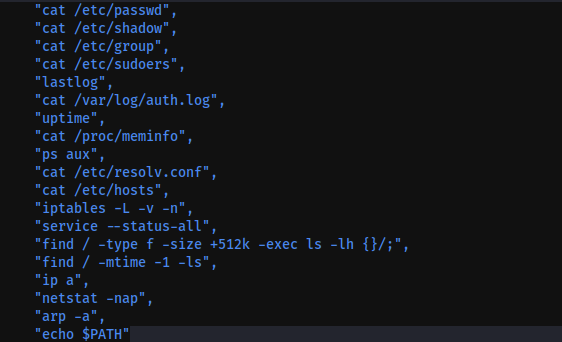 "cat /etc/passwd",
"cat /etc/shadow",
"cat /etc/group",
"cat /etc/sudoers",
"lastlog",
"cat /var/log/auth.log",
"uptime",
"cat /proc/meminfo",
"ps aux",
"cat /etc/resolv.conf",
"cat /etc/hosts",
"iptables -L -v -n",
"service --status-all",
"find / -type f -size +512k -exec ls -lh {}/;",
"find / -mtime -1 -ls",
"ip a",
"netstat -nap",
"arp -a",
"echo $PATH"